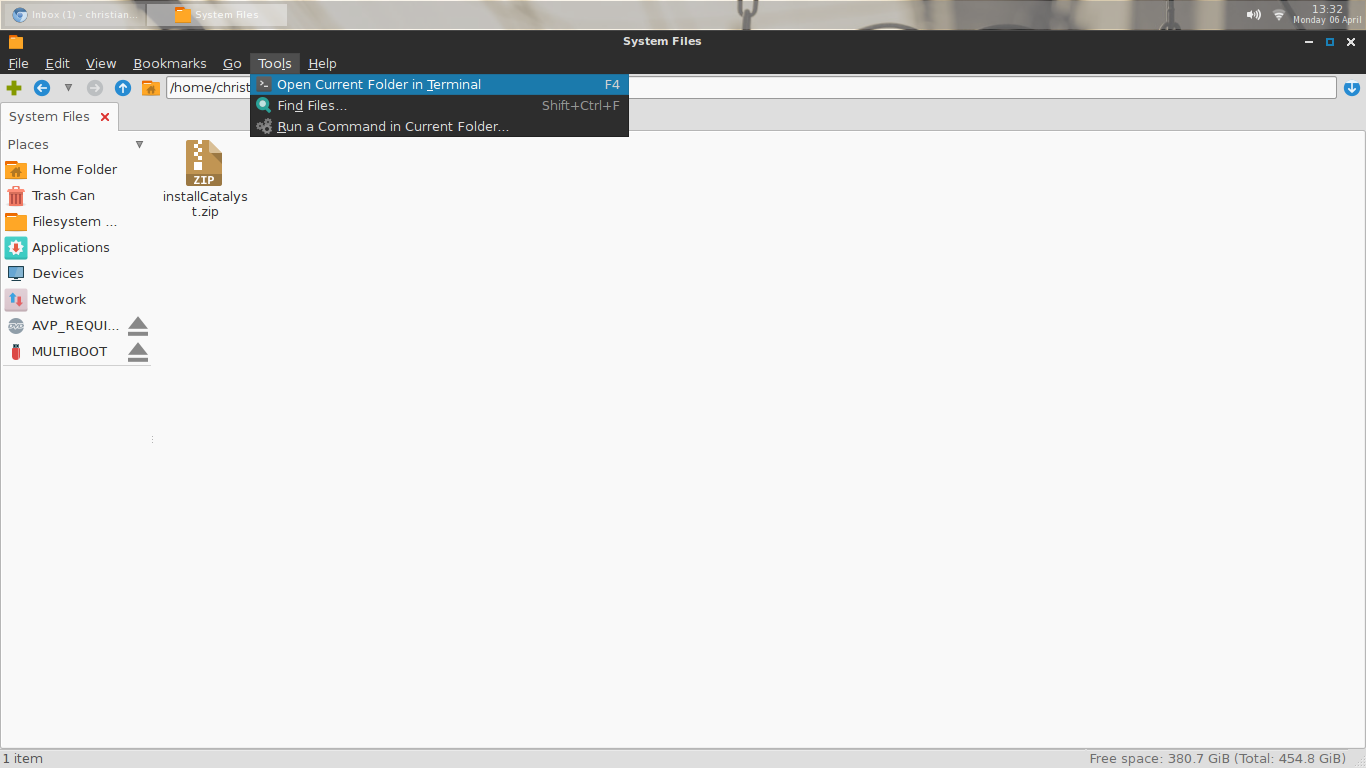 Inbox (1) - christian...
System Files
13:32
Monday 06 April
System Files
File Edit View Bookmarks Go Tools Help
/home/christ
Open Current Folder in Terminal F4
Find Files... Shift+Ctrl+F
Run a Command in Current Folder...
System Files
Places
Home Folder
Trash Can
Filesystem ...
Applications
Devices
Network
AVP_REQUI...
MULTIBOOT
ZIP
installCatalys
t.zip
1 item
Free space: 380.7 GiB (Total: 454.8 GiB)